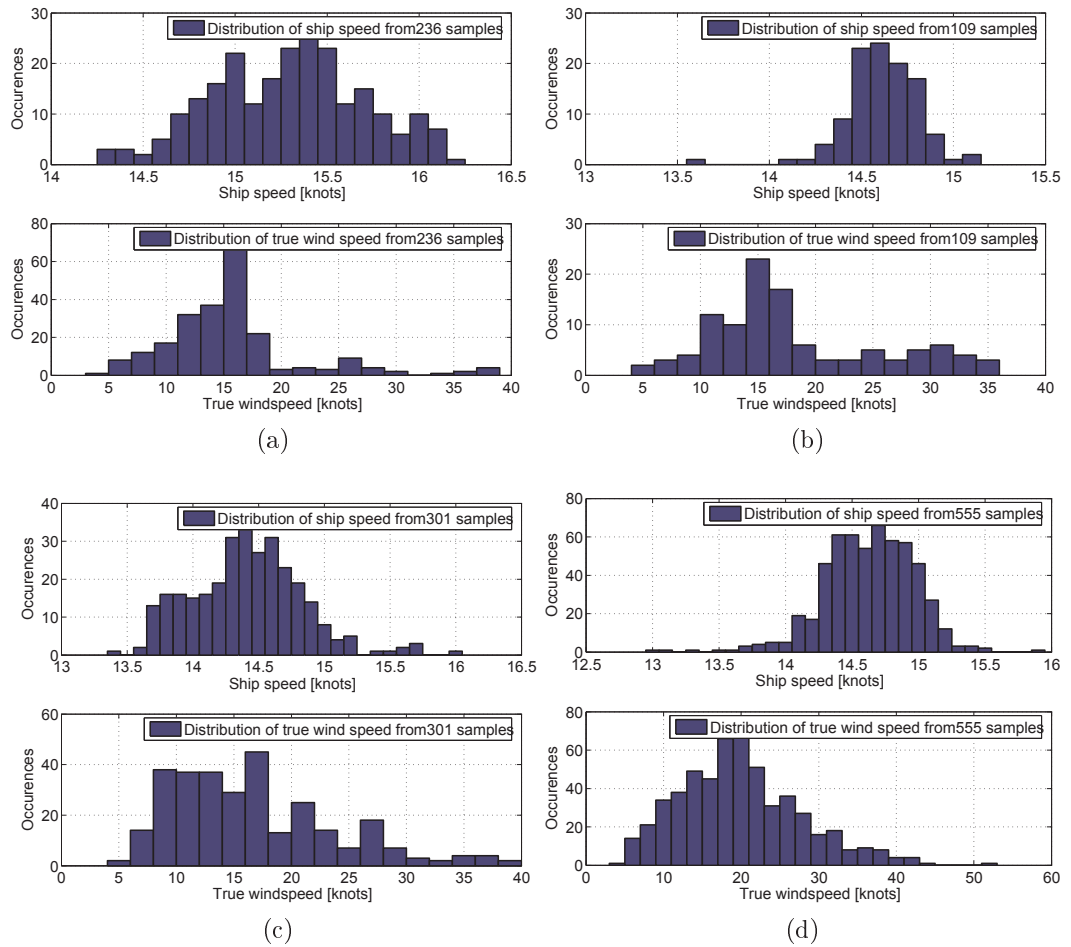 Distribution of ship speed from236 samples
Occurences
30
20
10
0
14 14.5 15 15.5 16 16.5
Ship speed [knots]
Distribution of true wind speed from236 samples
Occurences
80
60
40
20
0
0 5 10 15 20 25 30 35 40
True windspeed [knots]
(a)
Distribution of ship speed from109 samples
Occurences
30
20
10
0
13 13.5 14 14.5 15 15.5
Ship speed [knots]
Distribution of true wind speed from109 samples
Occurences
30
20
10
0
0 5 10 15 20 25 30 35 40
True windspeed [knots]
(b)
Distribution of ship speed from301 samples
Occurences
40
30
20
10
0
13 13.5 14 14.5 15 15.5 16 16.5
Ship speed [knots]
Distribution of true wind speed from301 samples
Occurences
60
40
20
0
0 5 10 15 20 25 30 35 40
True windspeed [knots]
(c)
Distribution of ship speed from555 samples
Occurences
80
60
40
20
0
12.5 13 13.5 14 14.5 15 15.5 16
Ship speed [knots]
Distribution of true wind speed from555 samples
Occurences
80
60
40
20
0
0 10 20 30 40 50 60
True windspeed [knots]
(d)